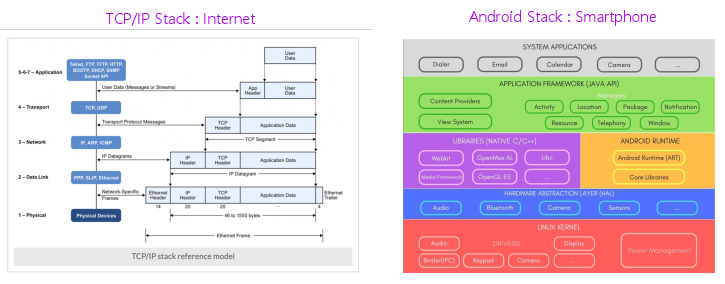 TCP/IP Stack : Internet
User
Data
Telnet, FTP, TFTP, HTTP,
BOOTP, DHCP, SNMP
Socket API
5-6-7 – Application
User Data (Messages or Streams)
App
Header
User
Data
4 – Transport
TCP, UDP
Transport Protocol Messages
TCP
Header
Application Data
TCP Segment
3 – Network
IP, ARP, ICMP
IP Datagrams
IP
Header
TCP
Header
Application Data
IP Datagram
2 – Data Link
PPP, SLIP, Ethernet
Network-Specific
Frames
Ethernet
Header
IP
Header
TCP
Header
Application Data
Ethernet
Trailer
14
20
20
...
4
1 – Physical
Physical Devices
46 to 1500 bytes
Ethernet Frame
TCP/IP stack reference model
Android Stack : Smartphone
SYSTEM APPLICATIONS
Dialer
Email
Calendar
Camera
...
APPLICATION FRAMEWORK (JAVA API)
Managers
Content Providers
Activity
Location
Package
Notification
View System
Resource
Telephony
Window
LIBRARIES (NATIVE C/C++)
Webkit
OpenMax AL
Libc
Media Framework
OpenGL ES
...
ANDROID RUNTIME
Android Runtime (ART)
Core Libraries
HARDWARE ABSTRACTION LAYER (HAL)
Audio
Bluetooth
Camera
Sensors
...
LINUX KERNEL
Audio
DRIVERS
Display
Binder(IPC)
Keypad
Camera
...
Power Management